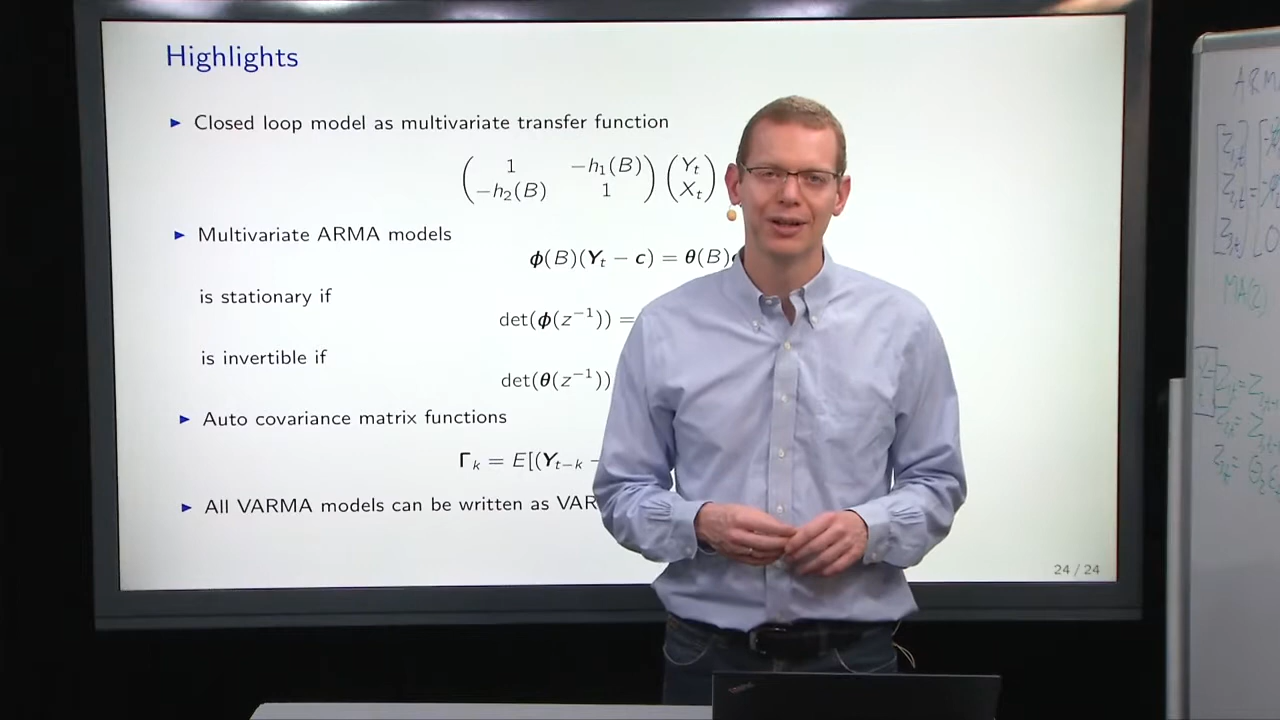 Highlights
► Closed loop model as multivariate transfer function
( 1 −h₁(B) ) ( Yₜ )
( −h₂(B) 1 ) ( Xₜ )
► Multivariate ARMA models
ϕ(B)(Yₜ − c) = θ(B)
is stationary if
det(ϕ(z⁻¹)) =
is invertible if
det(θ(z⁻¹))
► Auto covariance matrix functions
Γₖ = E[(Yₜ₋ₖ −
► All VARMA models can be written as VAR
24 / 24
MA(2)